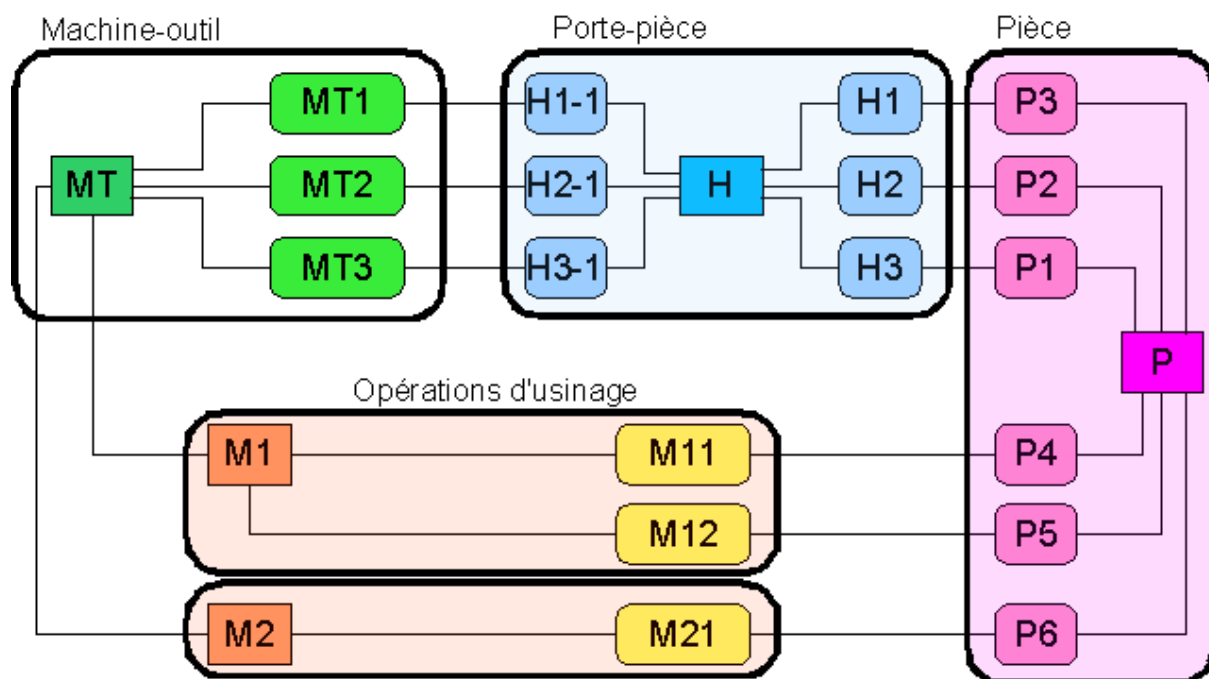 Machine-outil
Porte-pièce
Pièce
MT1
H1-1
H1
P3
MT
MT2
H2-1
H
H2
P2
MT3
H3-1
H3
P1
P
Opérations d'usinage
M1
M11
P4
M12
P5
M2
M21
P6